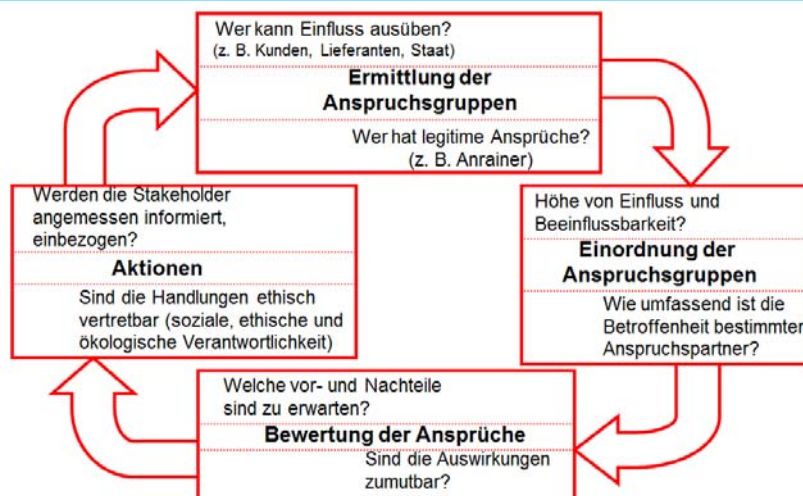 Wer kann Einfluss ausüben?
(z. B. Kunden, Lieferanten, Staat)
Ermittlung der
Anspruchsgruppen
Wer hat legitime Ansprüche?
(z. B. Anrainer)
Höhe von Einfluss und
Beeinflussbarkeit?
Einordnung der
Anspruchsgruppen
Wie umfassend ist die
Betroffenheit bestimmter
Anspruchspartner?
Welche vor- und Nachteile
sind zu erwarten?
Bewertung der Ansprüche
Sind die Auswirkungen
zumutbar?
Werden die Stakeholder
angemessen informiert,
einbezogen?
Aktionen
Sind die Handlungen ethisch
vertretbar (soziale, ethische und
ökologische Verantwortlichkeit)